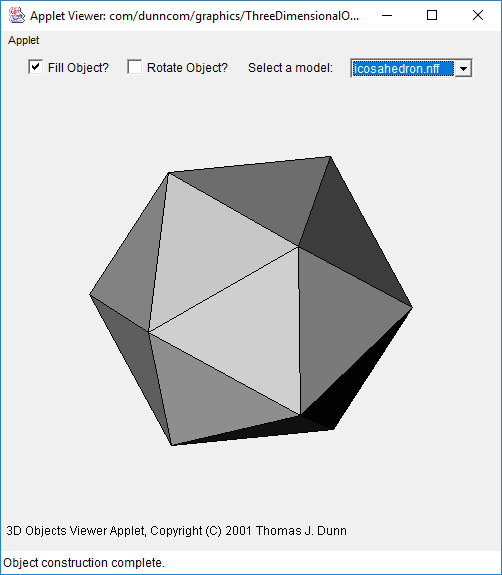 Applet Viewer: com/dunncom/graphics/ThreeDimensionalO...
Applet
Fill Object? Rotate Object? Select a model: icosahedron.nff
3D Objects Viewer Applet, Copyright (C) 2001 Thomas J. Dunn
Object construction complete.